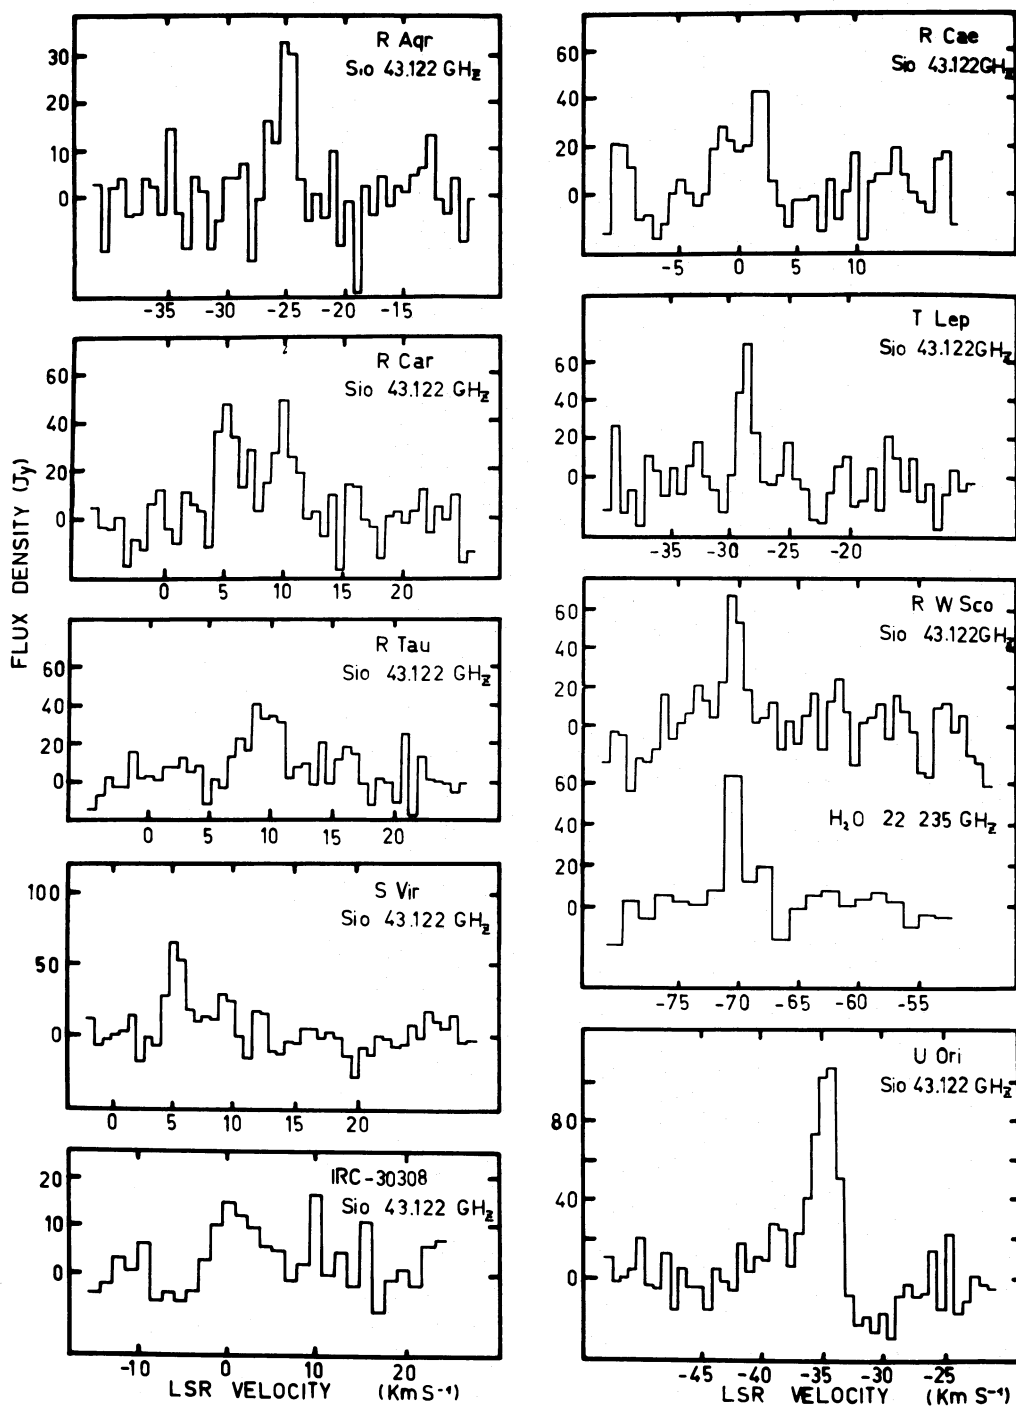 R Aqr
Sio 43.122 GHz
30
20
10
0
-35 -30 -25 -20 -15
R Car
Sio 43.122 GHz
60
40
20
0
0 5 10 15 20
R Tau
Sio 43.122 GHz
60
40
20
0
0 5 10 15 20
S Vir
Sio 43.122 GHz
100
50
0
0 5 10 15 20
IRC-30308
Sio 43.122 GHz
20
10
0
-10 0 10 20
LSR VELOCITY (Km S⁻¹)
FLUX DENSITY (Jy)
R Cae
Sio 43.122GHz
60
40
20
0
-5 0 5 10
T Lep
Sio 43.122GHz
60
40
20
0
-35 -30 -25 -20
R W Sco
Sio 43.122GHz
60
40
20
0
H₂O 22 235 GHz
60
40
20
0
-75 -70 -65 -60 -55
U Ori
Sio 43.122 GHz
80
40
0
-45 -40 -35 -30 -25
LSR VELOCITY (Km S⁻¹)